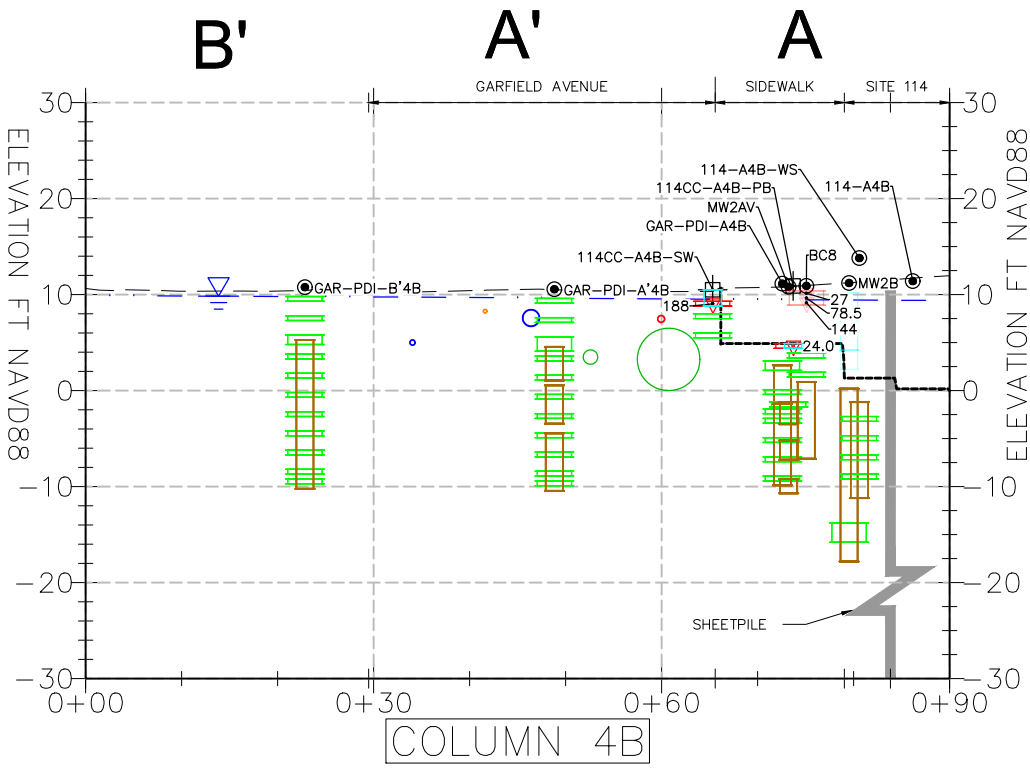 B' A' A
GARFIELD AVENUE SIDEWALK SITE 114
30 30
20 20
10 10
0 0
-10 -10
-20 -20
-30 -30
ELEVATION FT NAVD88
ELEVATION FT NAVD88
114-A4B-WS
114CC-A4B-PB
114-A4B
MW2AV
GAR-PDI-A4B
BC8
114CC-A4B-SW
GAR-PDI-B'4B
GAR-PDI-A'4B
MW2B
188
27
78.5
144
24.0
SHEETPILE
0+00 0+30 0+60 0+90
COLUMN 4B